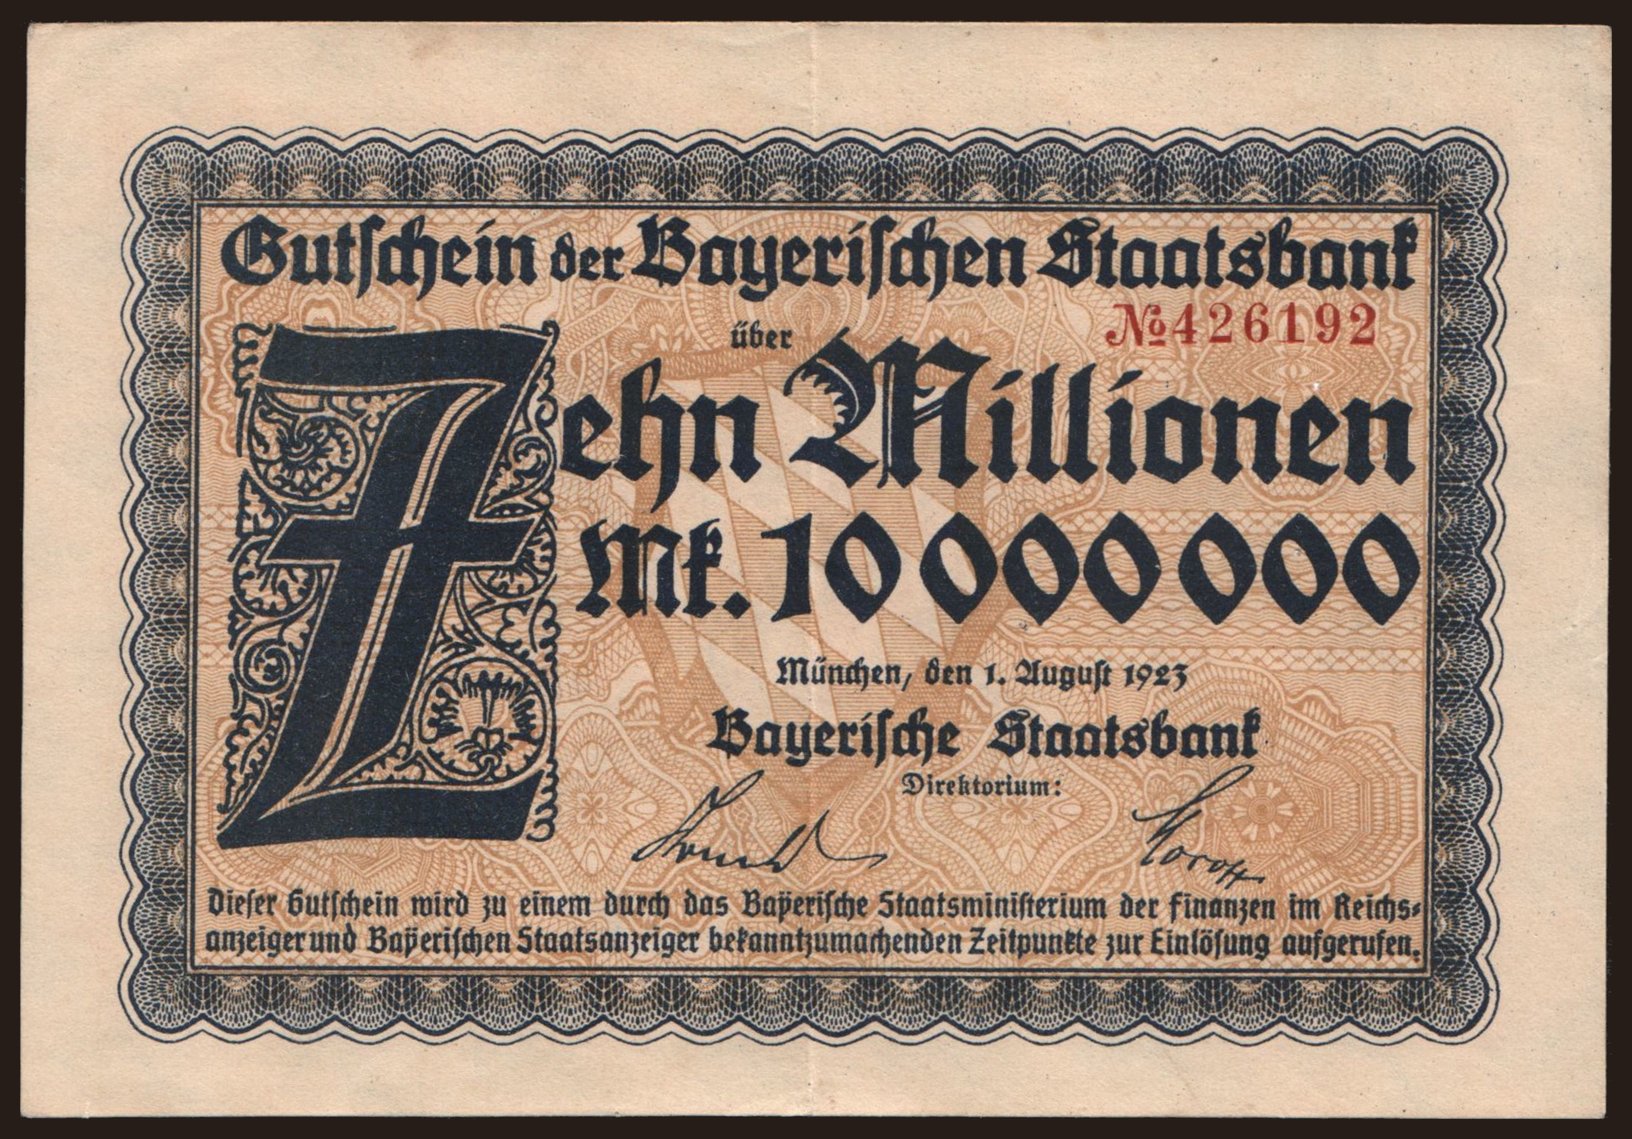 Gutschein der Bayerischen Staatsbank
№426192
über
Zehn Millionen
Mk. 10 000 000
München, den 1. August 1923
Bayerische Staatsbank
Direktorium:
Dieser Gutschein wird zu einem durch das Bayerische Staatsministerium der Finanzen im Reichs-
anzeiger und Bayerischen Staatsanzeiger bekanntzumachenden Zeitpunkte zur Einlösung aufgerufen.